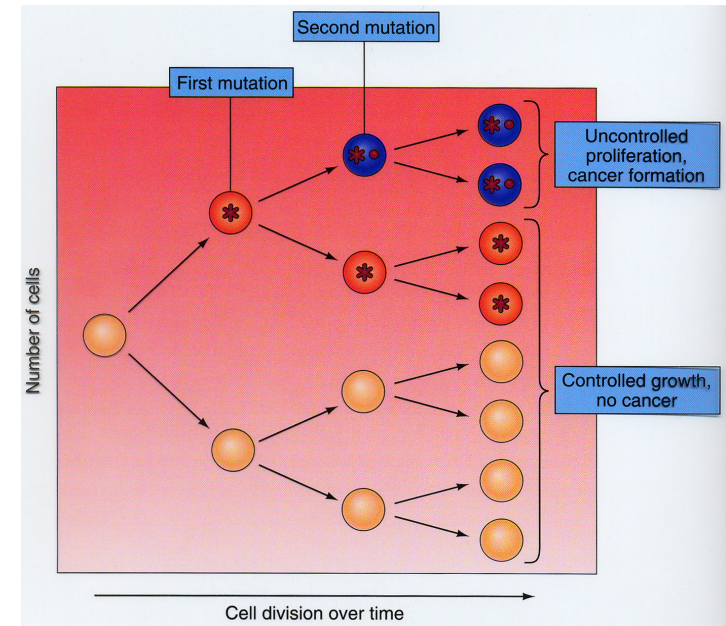 Second mutation
First mutation
Uncontrolled
proliferation,
cancer formation
Number of cells
Controlled growth,
no cancer
Cell division over time